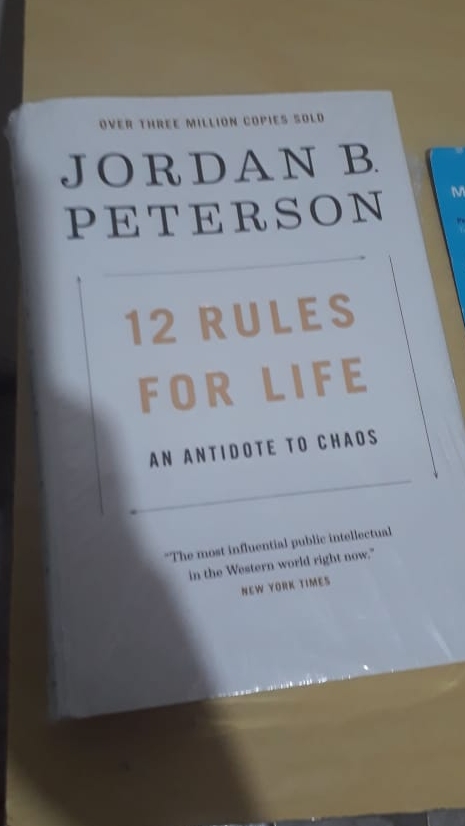 OVER THREE MILLION COPIES SOLD
JORDAN B.
PETERSON
12 RULES
FOR LIFE
AN ANTIDOTE TO CHAOS
"The most influential public intellectual
in the Western world right now."
NEW YORK TIMES
M